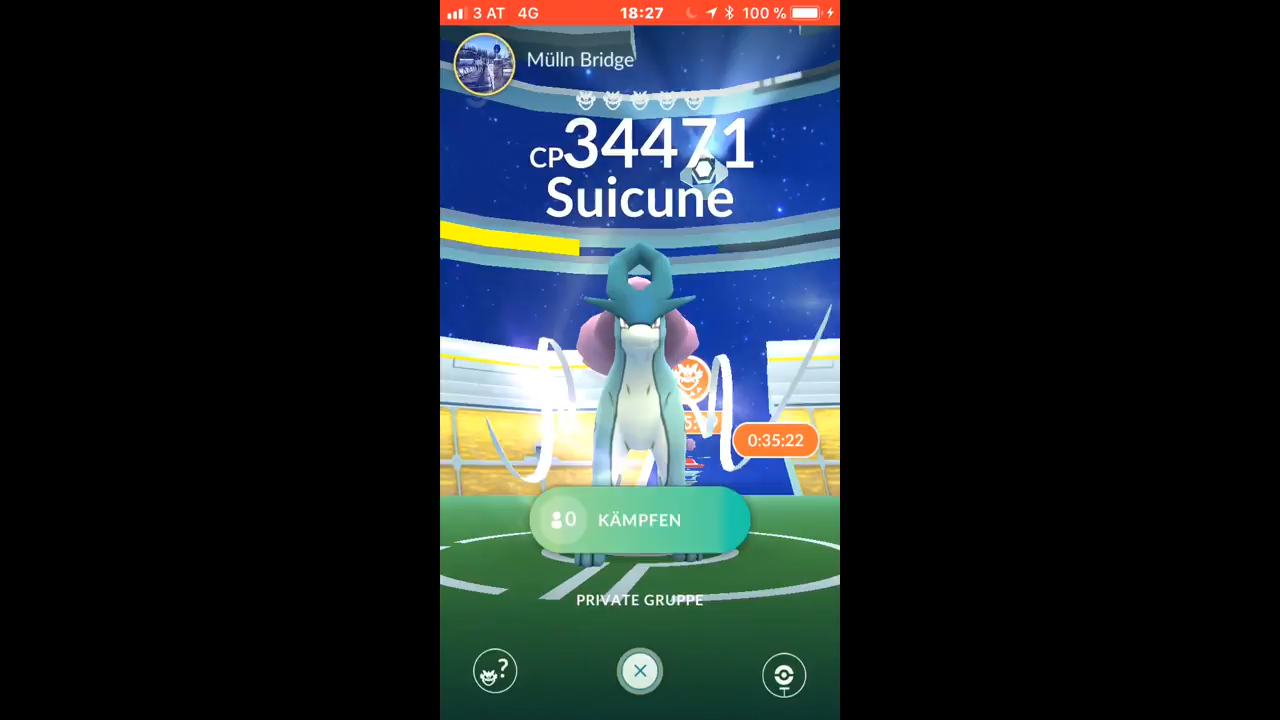 3 AT 4G 18:27 100 %
Mülln Bridge
CP34471
Suicune
0:35:22
0 KÄMPFEN
PRIVATE GRUPPE
?